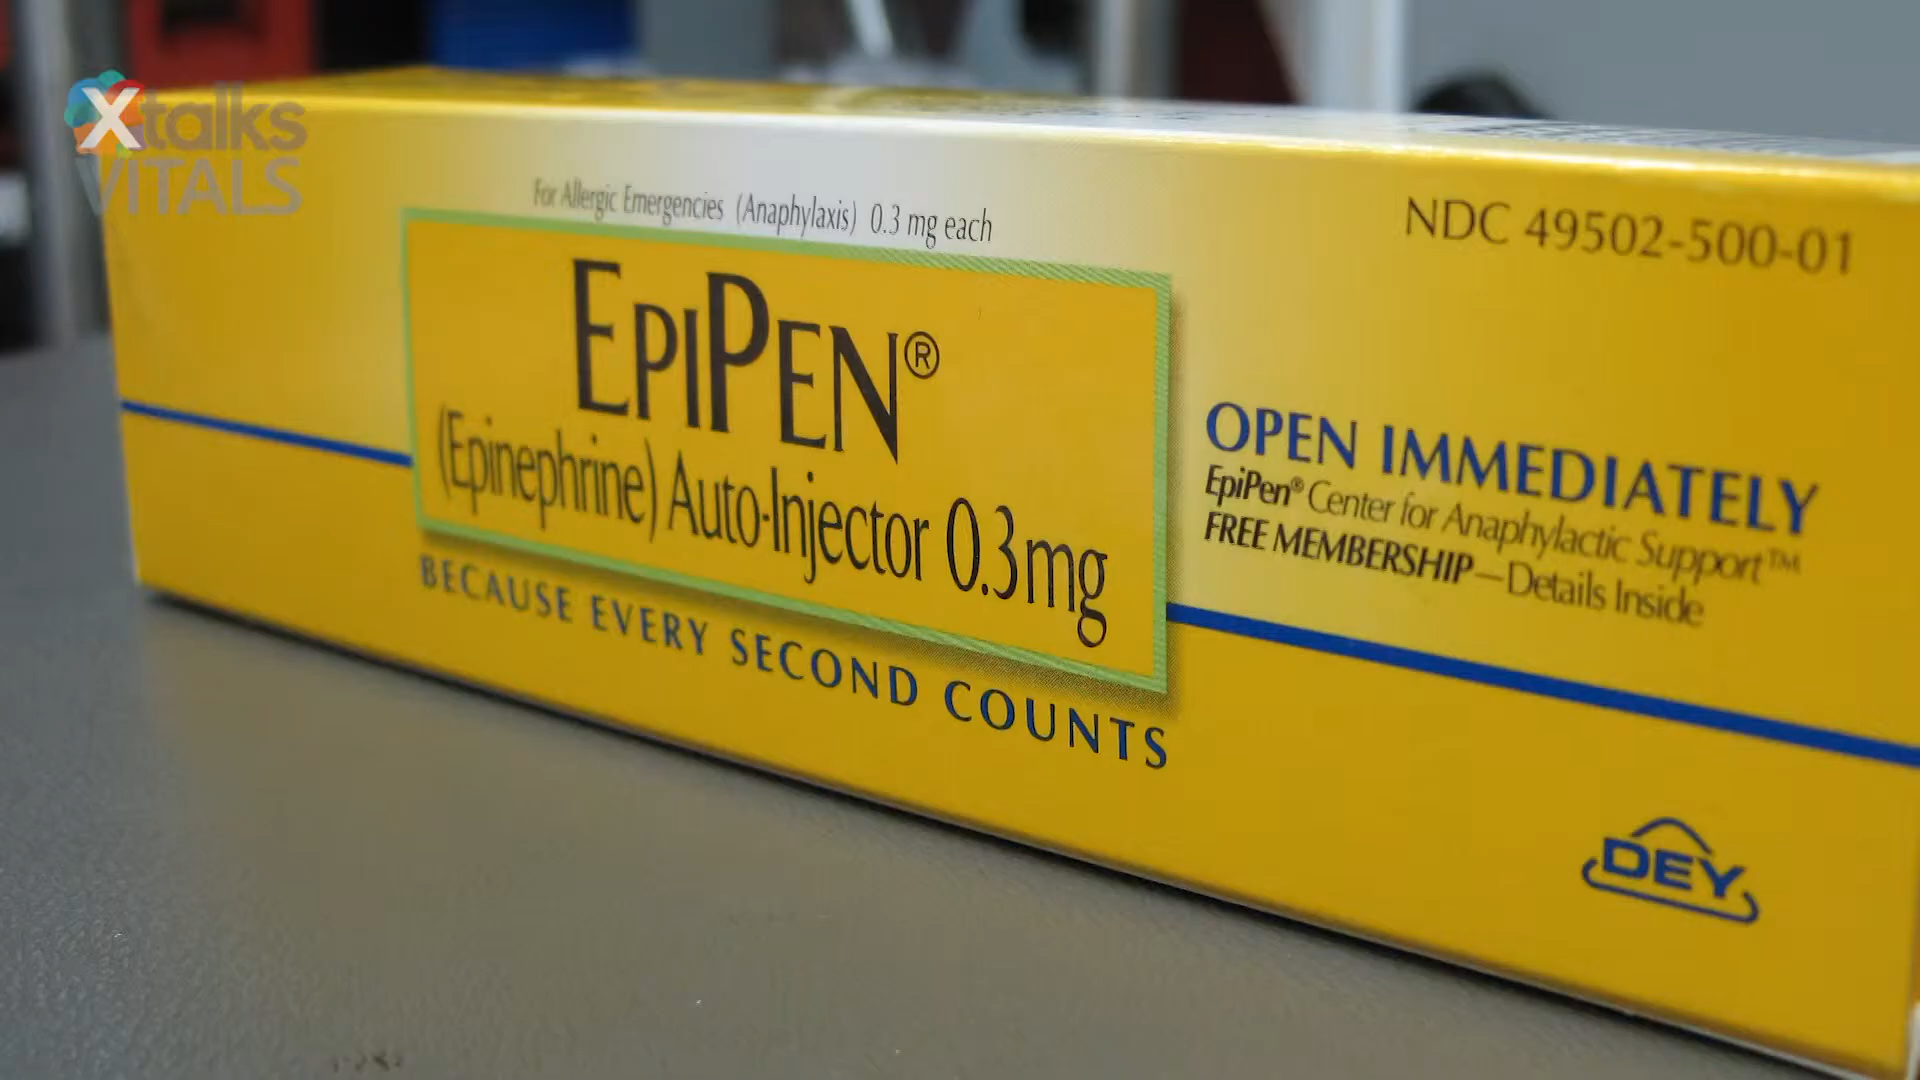 Xtalks
VITALS
For Allergic Emergencies (Anaphylaxis) 0.3 mg each
NDC 49502-500-01
EPIPEN®
(Epinephrine) Auto-Injector 0.3mg
BECAUSE EVERY SECOND COUNTS
OPEN IMMEDIATELY
EpiPen® Center for Anaphylactic Support™
FREE MEMBERSHIP—Details Inside
DEY